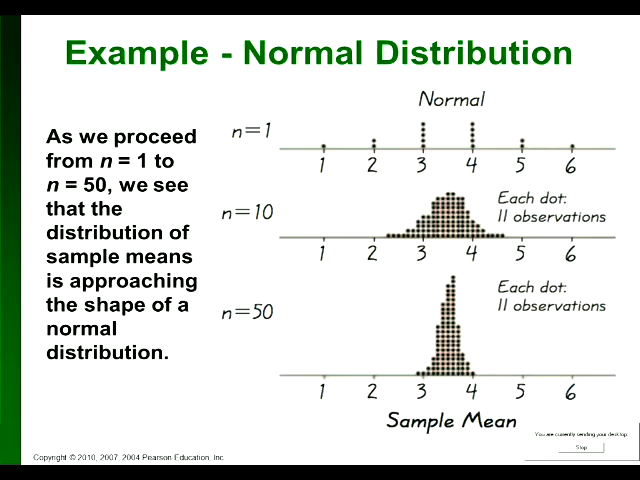 Example - Normal Distribution
As we proceed
from n = 1 to
n = 50, we see
that the
distribution of
sample means
is approaching
the shape of a
normal
distribution.
Normal
n=1
1 2 3 4 5 6
n=10
Each dot:
11 observations
1 2 3 4 5 6
n=50
Each dot:
11 observations
1 2 3 4 5 6
Sample Mean
You are currently sending your desktop.
Stop
Copyright © 2010, 2007, 2004 Pearson Education, Inc.